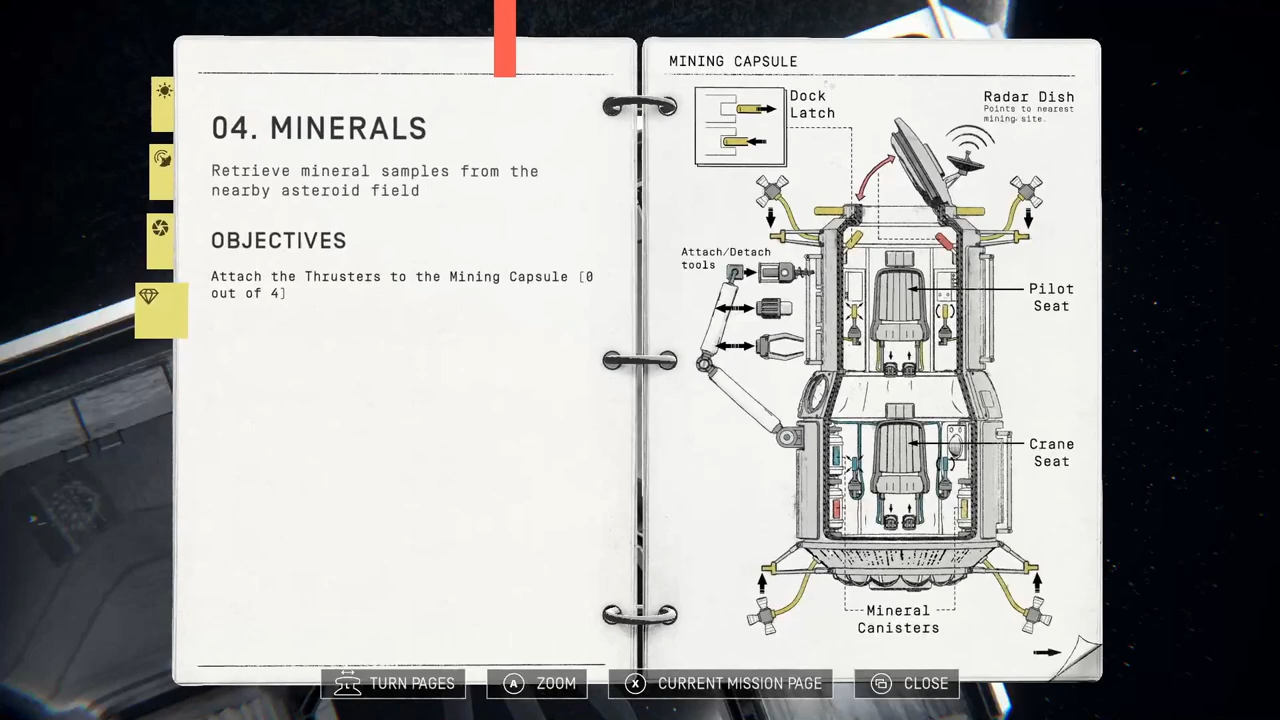 04. MINERALS
Retrieve mineral samples from the
nearby asteroid field
OBJECTIVES
Attach the Thrusters to the Mining Capsule [0
out of 4]
MINING CAPSULE
Dock
Latch
Radar Dish
Points to nearest
mining site.
Attach/Detach
tools
Pilot
Seat
Crane
Seat
Mineral
Canisters
L
TURN PAGES
A
ZOOM
X
CURRENT MISSION PAGE
CLOSE